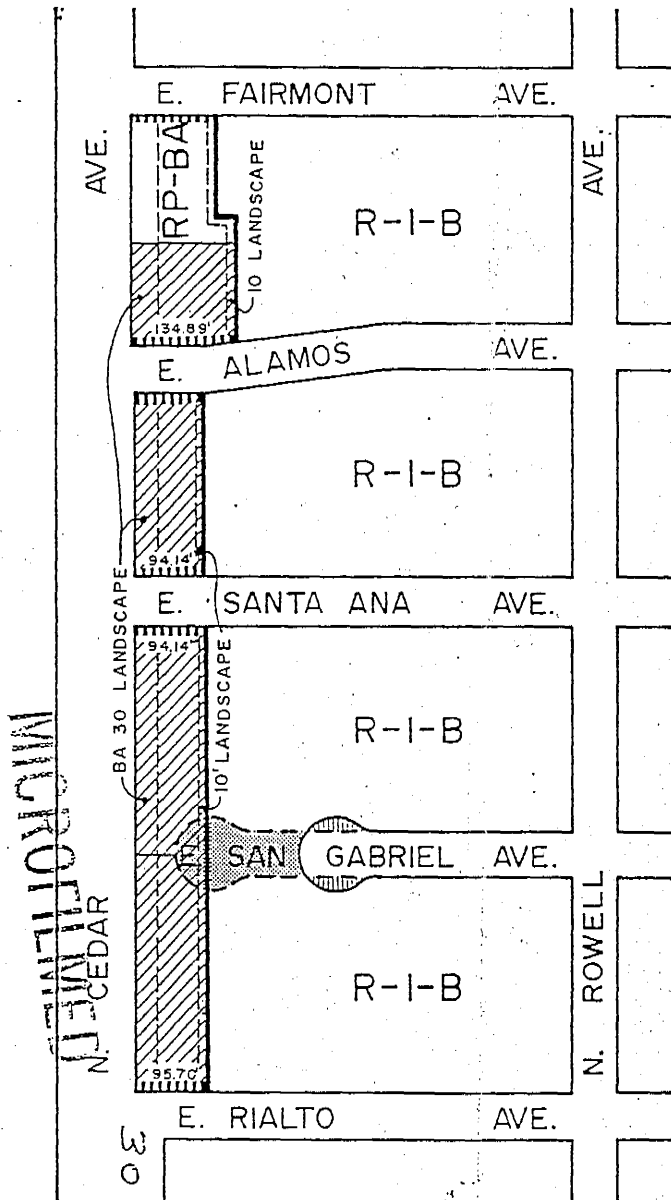 E. FAIRMONT AVE.
AVE.
RP-BA
10 LANDSCAPE
R-1-B
AVE.
134.89'
E. ALAMOS AVE.
R-1-B
94.14'
E. SANTA ANA AVE.
94.14'
BA 30 LANDSCAPE
10' LANDSCAPE
R-1-B
MICROFILMED
E. SAN GABRIEL AVE.
N. CEDAR
R-1-B
N. ROWELL
95.70'
E. RIALTO AVE.
30